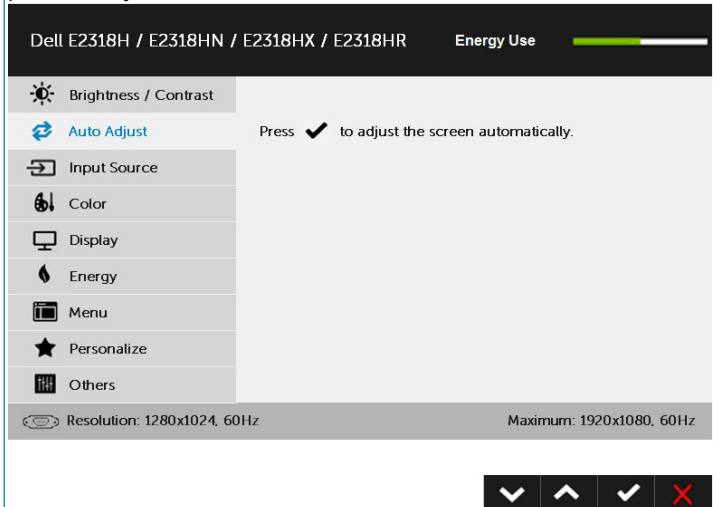 Dell E2318H / E2318HN / E2318HX / E2318HR Energy Use
Brightness / Contrast
Auto Adjust
Press to adjust the screen automatically.
Input Source
Color
Display
Energy
Menu
Personalize
Others
Resolution: 1280x1024, 60Hz Maximum: 1920x1080, 60Hz